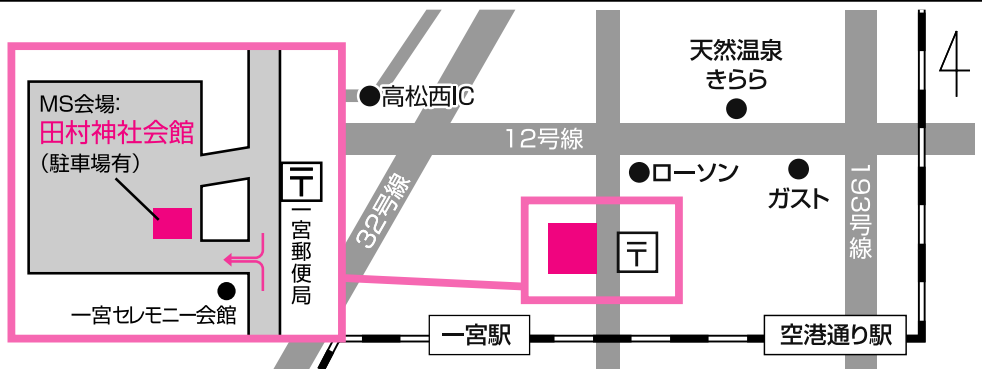 MS会場:
田村神社会館
(駐車場有)
〒
一宮郵便局
一宮セレモニー会館
高松西IC
天然温泉
きらら
4
12号線
32号線
ローソン
ガスト
193号線
〒
一宮駅
空港通り駅